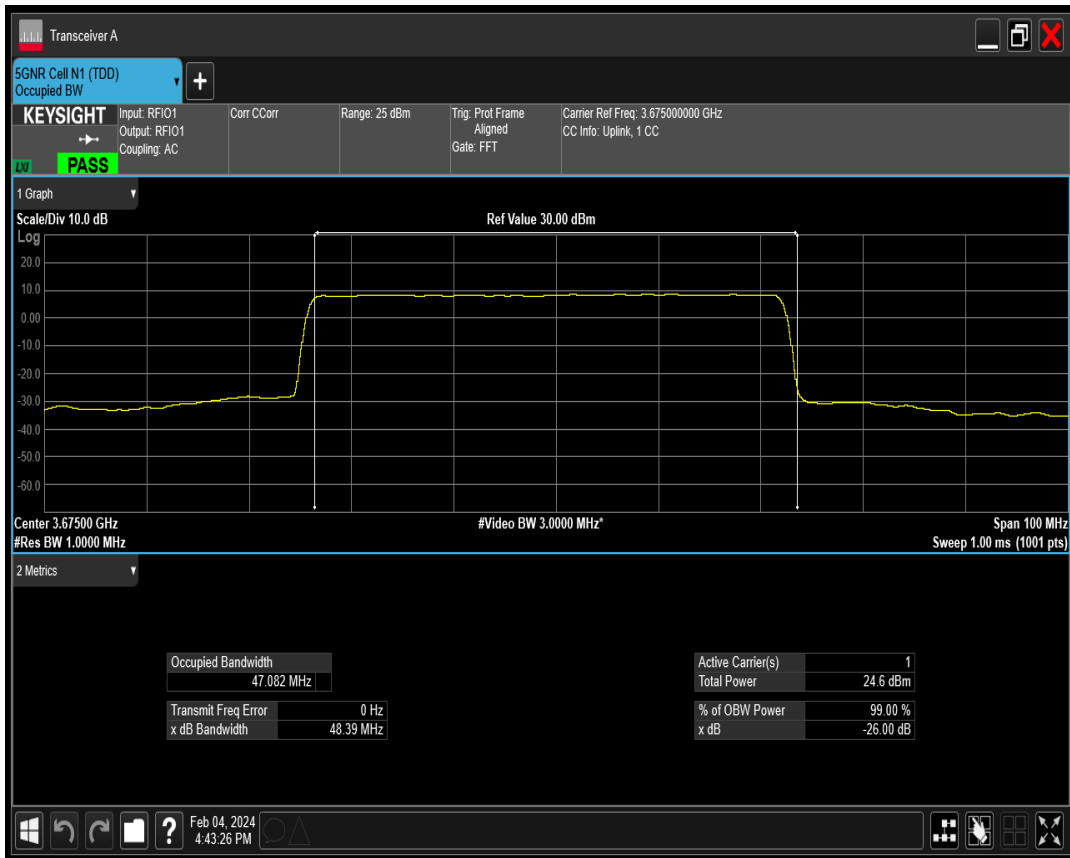 Transceiver A
5GNR Cell N1 (TDD)
Occupied BW
+
KEYSIGHT
LXI
PASS
Input: RFIO1
Output: RFIO1
Coupling: AC
Corr CCorr
Range: 25 dBm
Trig: Prot Frame
Aligned
Gate: FFT
Carrier Ref Freq: 3.675000000 GHz
CC Info: Uplink, 1 CC
1 Graph
Scale/Div 10.0 dB
Ref Value 30.00 dBm
Log
20.0
10.0
0.00
-10.0
-20.0
-30.0
-40.0
-50.0
-60.0
Center 3.67500 GHz
#Video BW 3.0000 MHz*
Span 100 MHz
#Res BW 1.0000 MHz
Sweep 1.00 ms (1001 pts)
2 Metrics
Occupied Bandwidth
47.082 MHz
Transmit Freq Error 0 Hz
x dB Bandwidth 48.39 MHz
Active Carrier(s) 1
Total Power 24.6 dBm
% of OBW Power 99.00 %
x dB -26.00 dB
?
Feb 04, 2024
4:43:26 PM